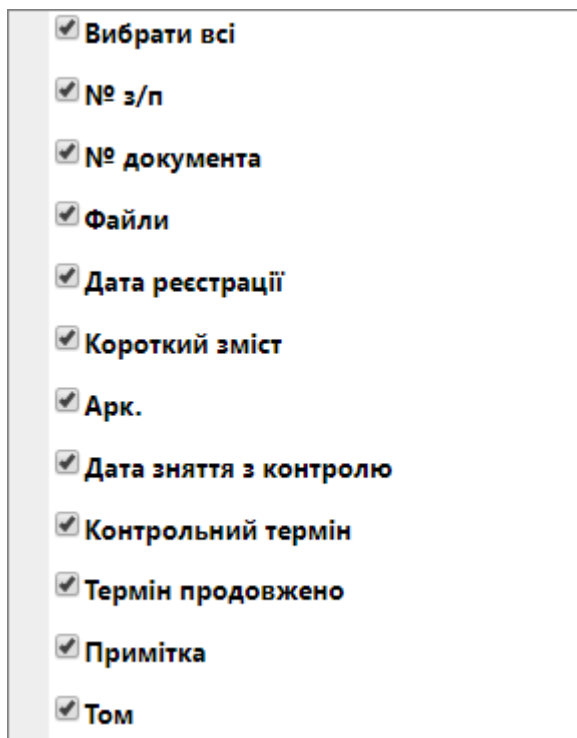 Вибрати всі
№ з/п
№ документа
Файли
Дата реєстрації
Короткий зміст
Арк.
Дата зняття з контролю
Контрольний термін
Термін продовжено
Примітка
Том